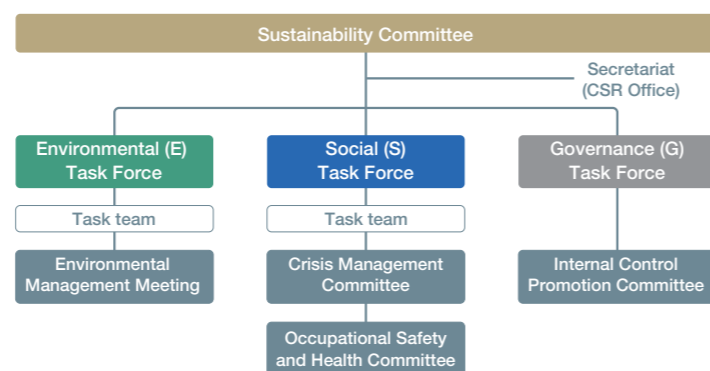 Sustainability Committee
Secretariat
(CSR Office)
Environmental (E)
Task Force
Social (S)
Task Force
Governance (G)
Task Force
Task team
Task team
Environmental
Management Meeting
Crisis Management
Committee
Internal Control
Promotion Committee
Occupational Safety
and Health Committee